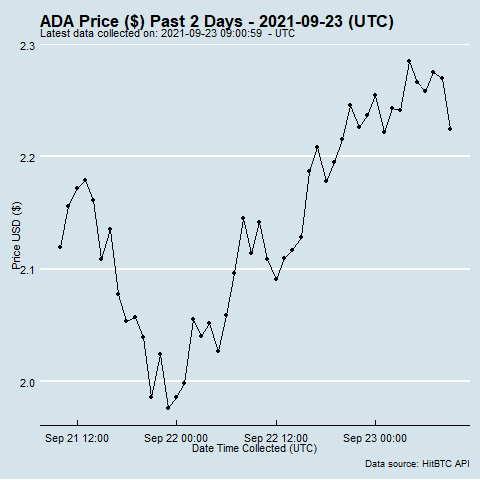 ADA Price ($) Past 2 Days - 2021-09-23 (UTC)
Latest data collected on: 2021-09-23 09:00:59  - UTC
2.3
2.2
2.1
2.0
Price USD ($)
Sep 21 12:00 Sep 22 00:00 Sep 22 12:00 Sep 23 00:00
Date Time Collected (UTC)
Data source: HitBTC API